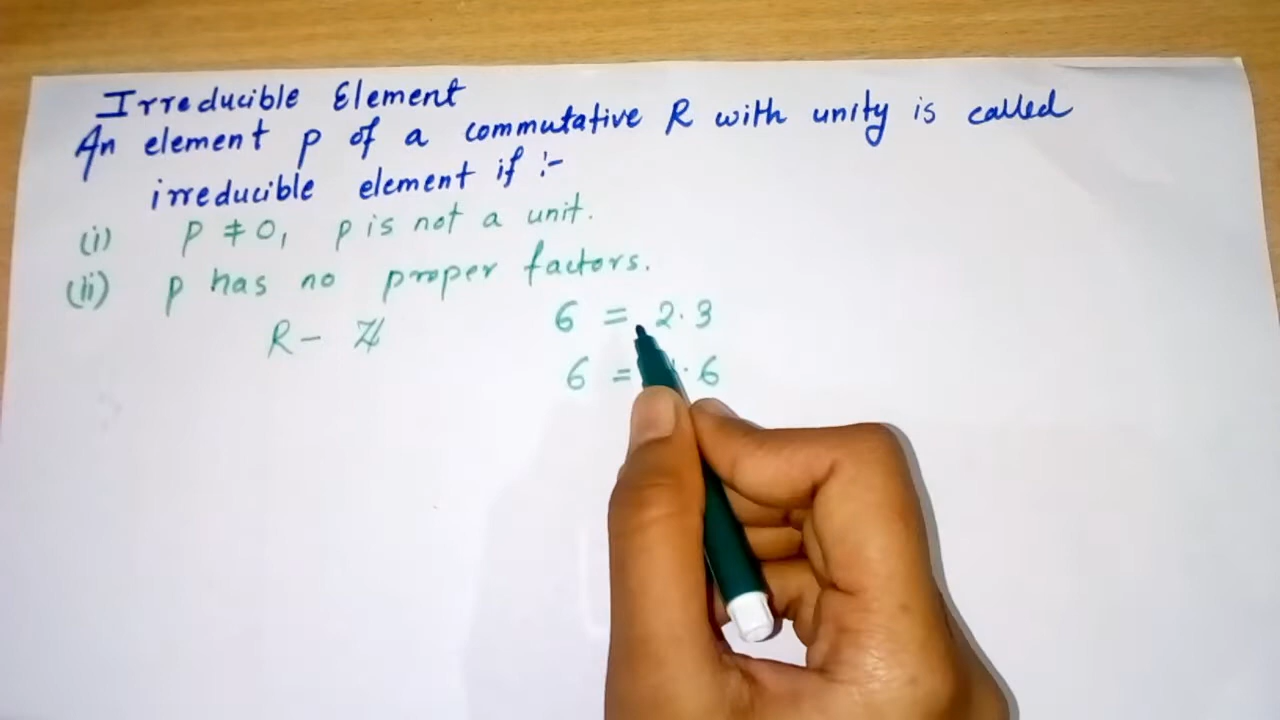 Irreducible Element
An element p of a commutative R with unity is called
irreducible element if :-
(i) p ≠ 0, p is not a unit.
(ii) p has no proper factors.
R - ℤ
6 = 2.3
6 = .6